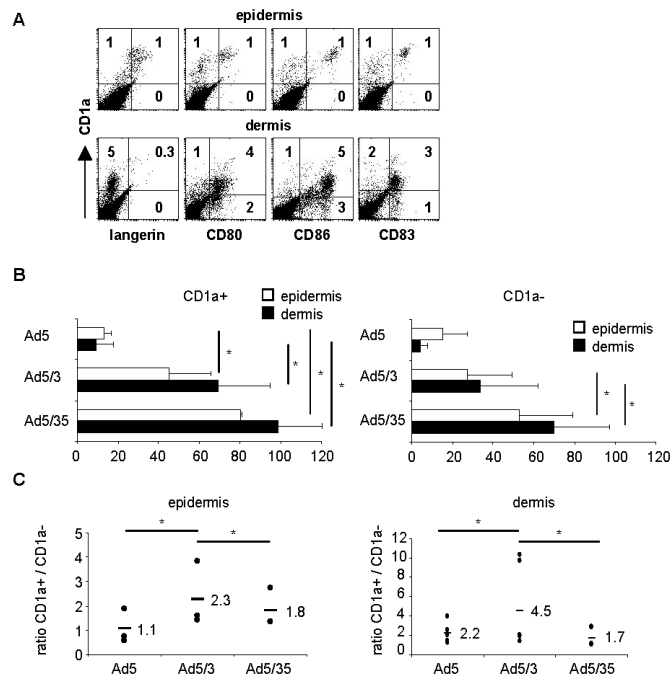 A
epidermis
1 1 1 1 1 1 1 1
0 0 0 0
CD1a
dermis
5 0.3 1 4 1 5 2 3
0 2 3 1
langerin CD80 CD86 CD83
B
CD1a+ CD1a-
epidermis
dermis
epidermis
dermis
Ad5
Ad5/3
Ad5/35
* * * *
0 20 40 60 80 100 120
Ad5
Ad5/3
Ad5/35
* *
0 20 40 60 80 100 120
C
epidermis
ratio CD1a+ / CD1a-
5
4
3
2
1
0
* *
1.1 2.3 1.8
Ad5 Ad5/3 Ad5/35
dermis
ratio CD1a+ / CD1a-
12
10
8
6
4
2
0
* *
2.2 4.5 1.7
Ad5 Ad5/3 Ad5/35